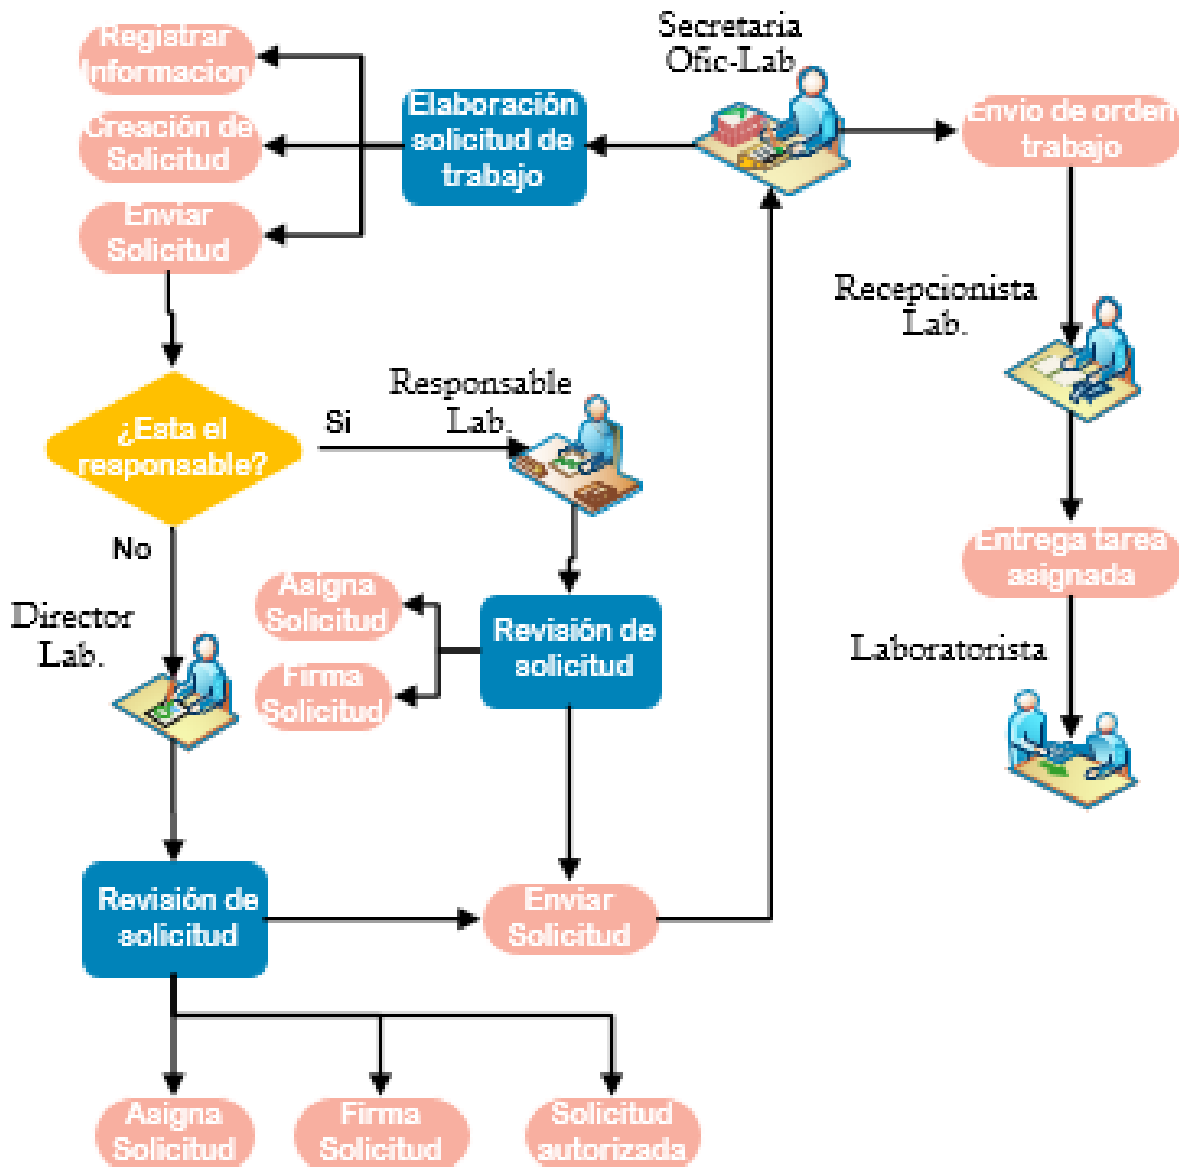 Registrar
Informacion
Creación de
Solicitud
Enviar
Solicitud
Elaboración
solicitud de
trabajo
Secretaria
Ofic-Lab
Envio de orden
trabajo
Recepcionista
Lab.
¿Esta el
responsable?
Si
Responsable
Lab.
No
Director
Lab.
Asigna
Solicitud
Firma
Solicitud
Revisión de
solicitud
Entrega tarea
asignada
Laboratorista
Revisión de
solicitud
Enviar
Solicitud
Asigna
Solicitud
Firma
Solicitud
Solicitud
autorizada